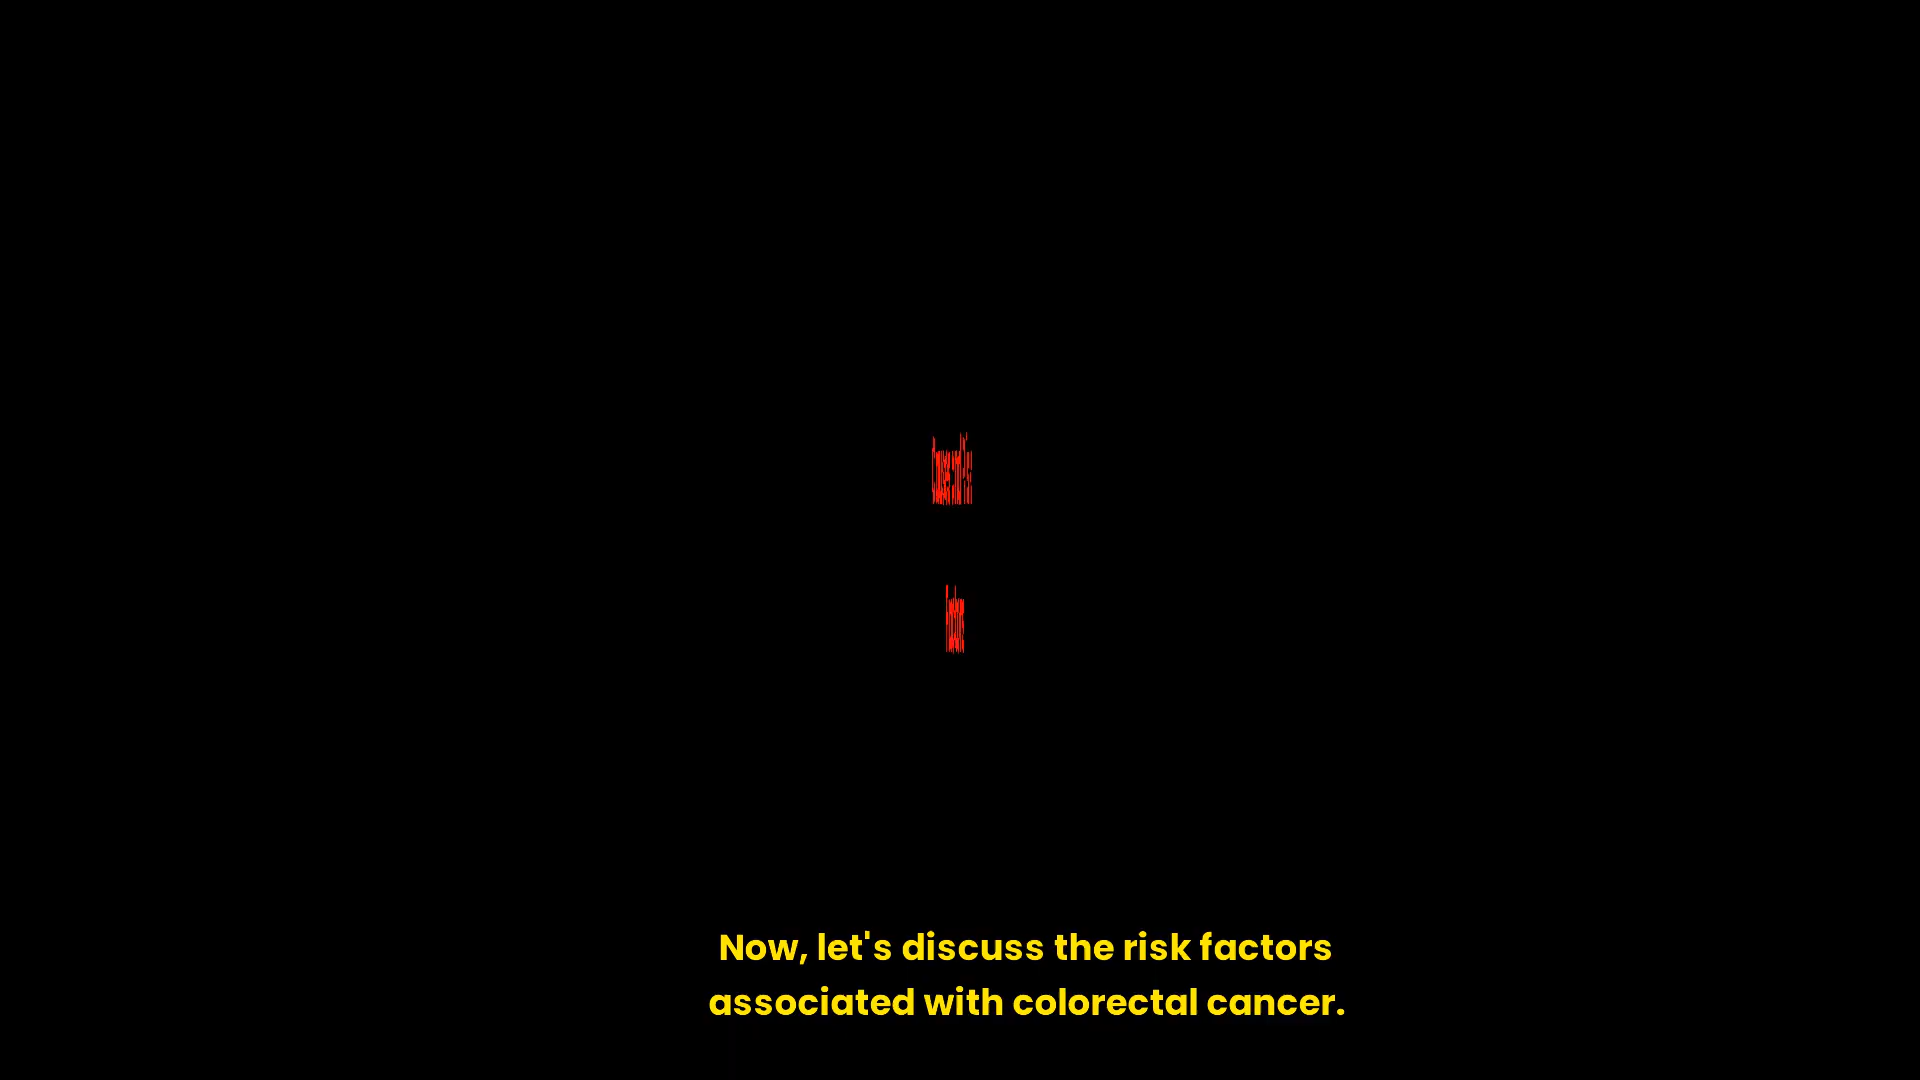 Now, let's discuss the risk factors
associated with colorectal cancer.